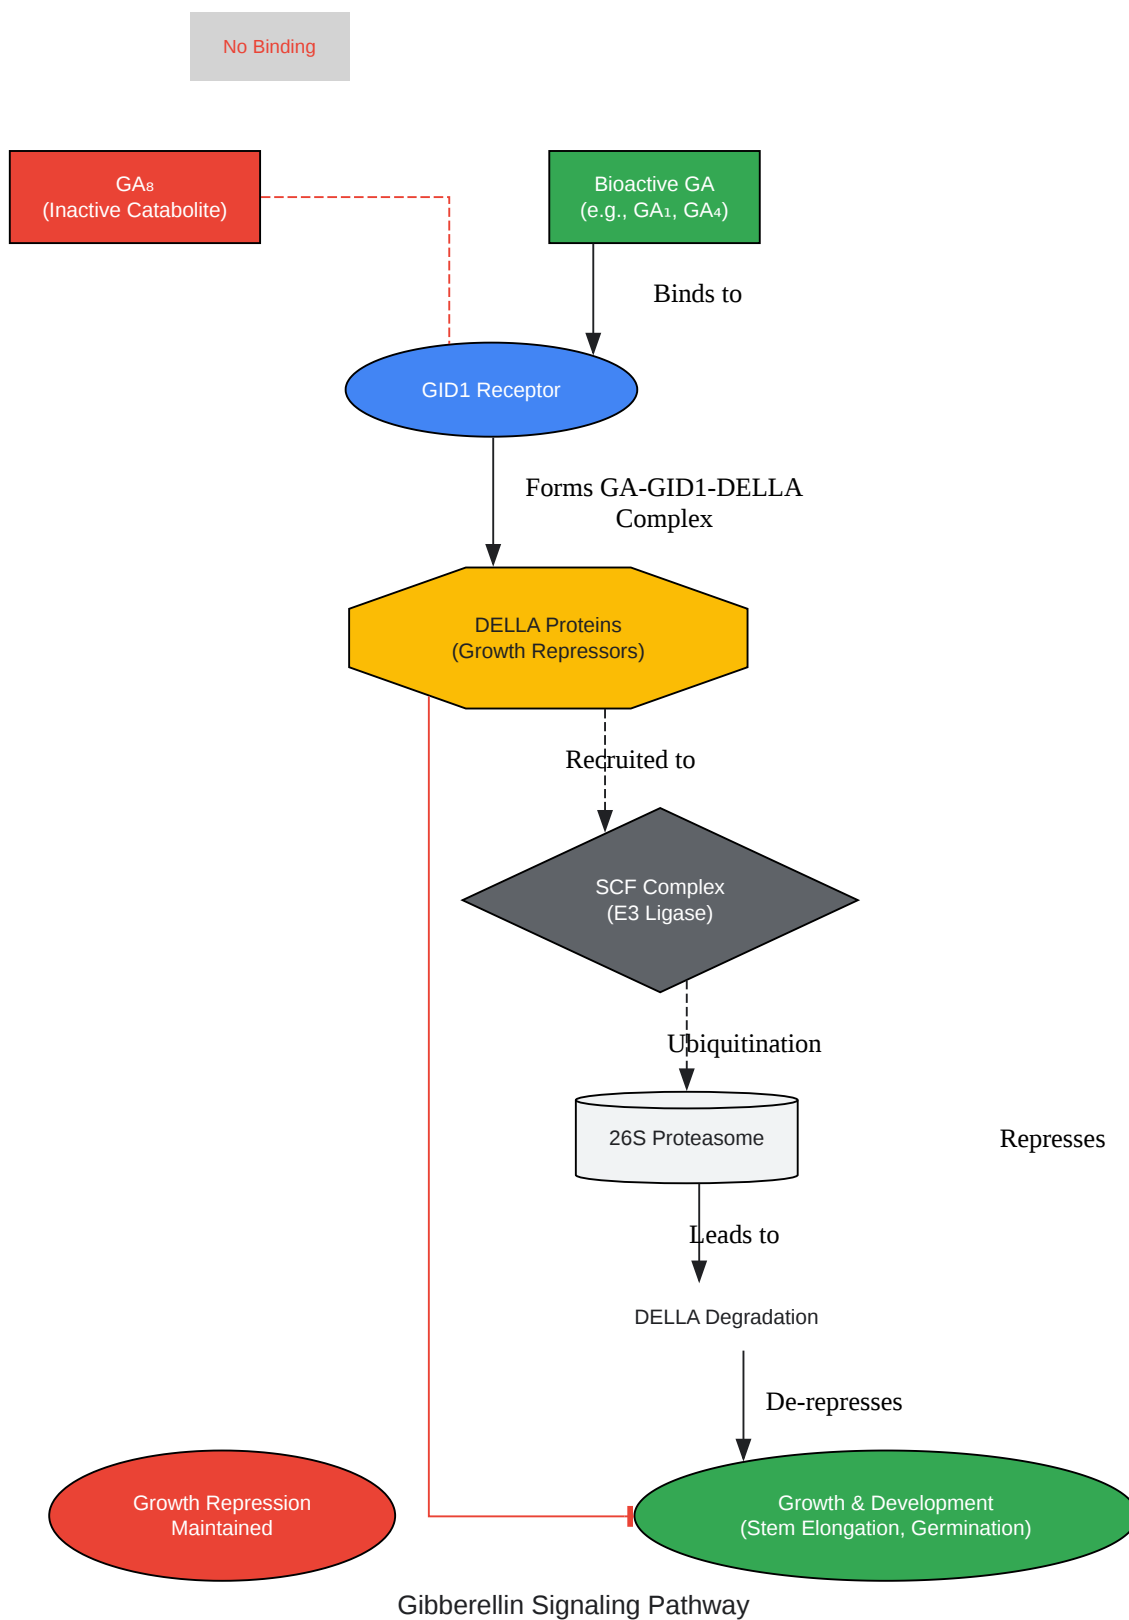 No Binding
GA₈
(Inactive Catabolite)
Bioactive GA
(e.g., GA₁, GA₄)
Binds to
GID1 Receptor
Forms GA-GID1-DELLA
Complex
DELLA Proteins
(Growth Repressors)
Recruited to
SCF Complex
(E3 Ligase)
Ubiquitination
26S Proteasome
Represses
Leads to
DELLA Degradation
De-represses
Growth Repression
Maintained
Growth & Development
(Stem Elongation, Germination)
Gibberellin Signaling Pathway